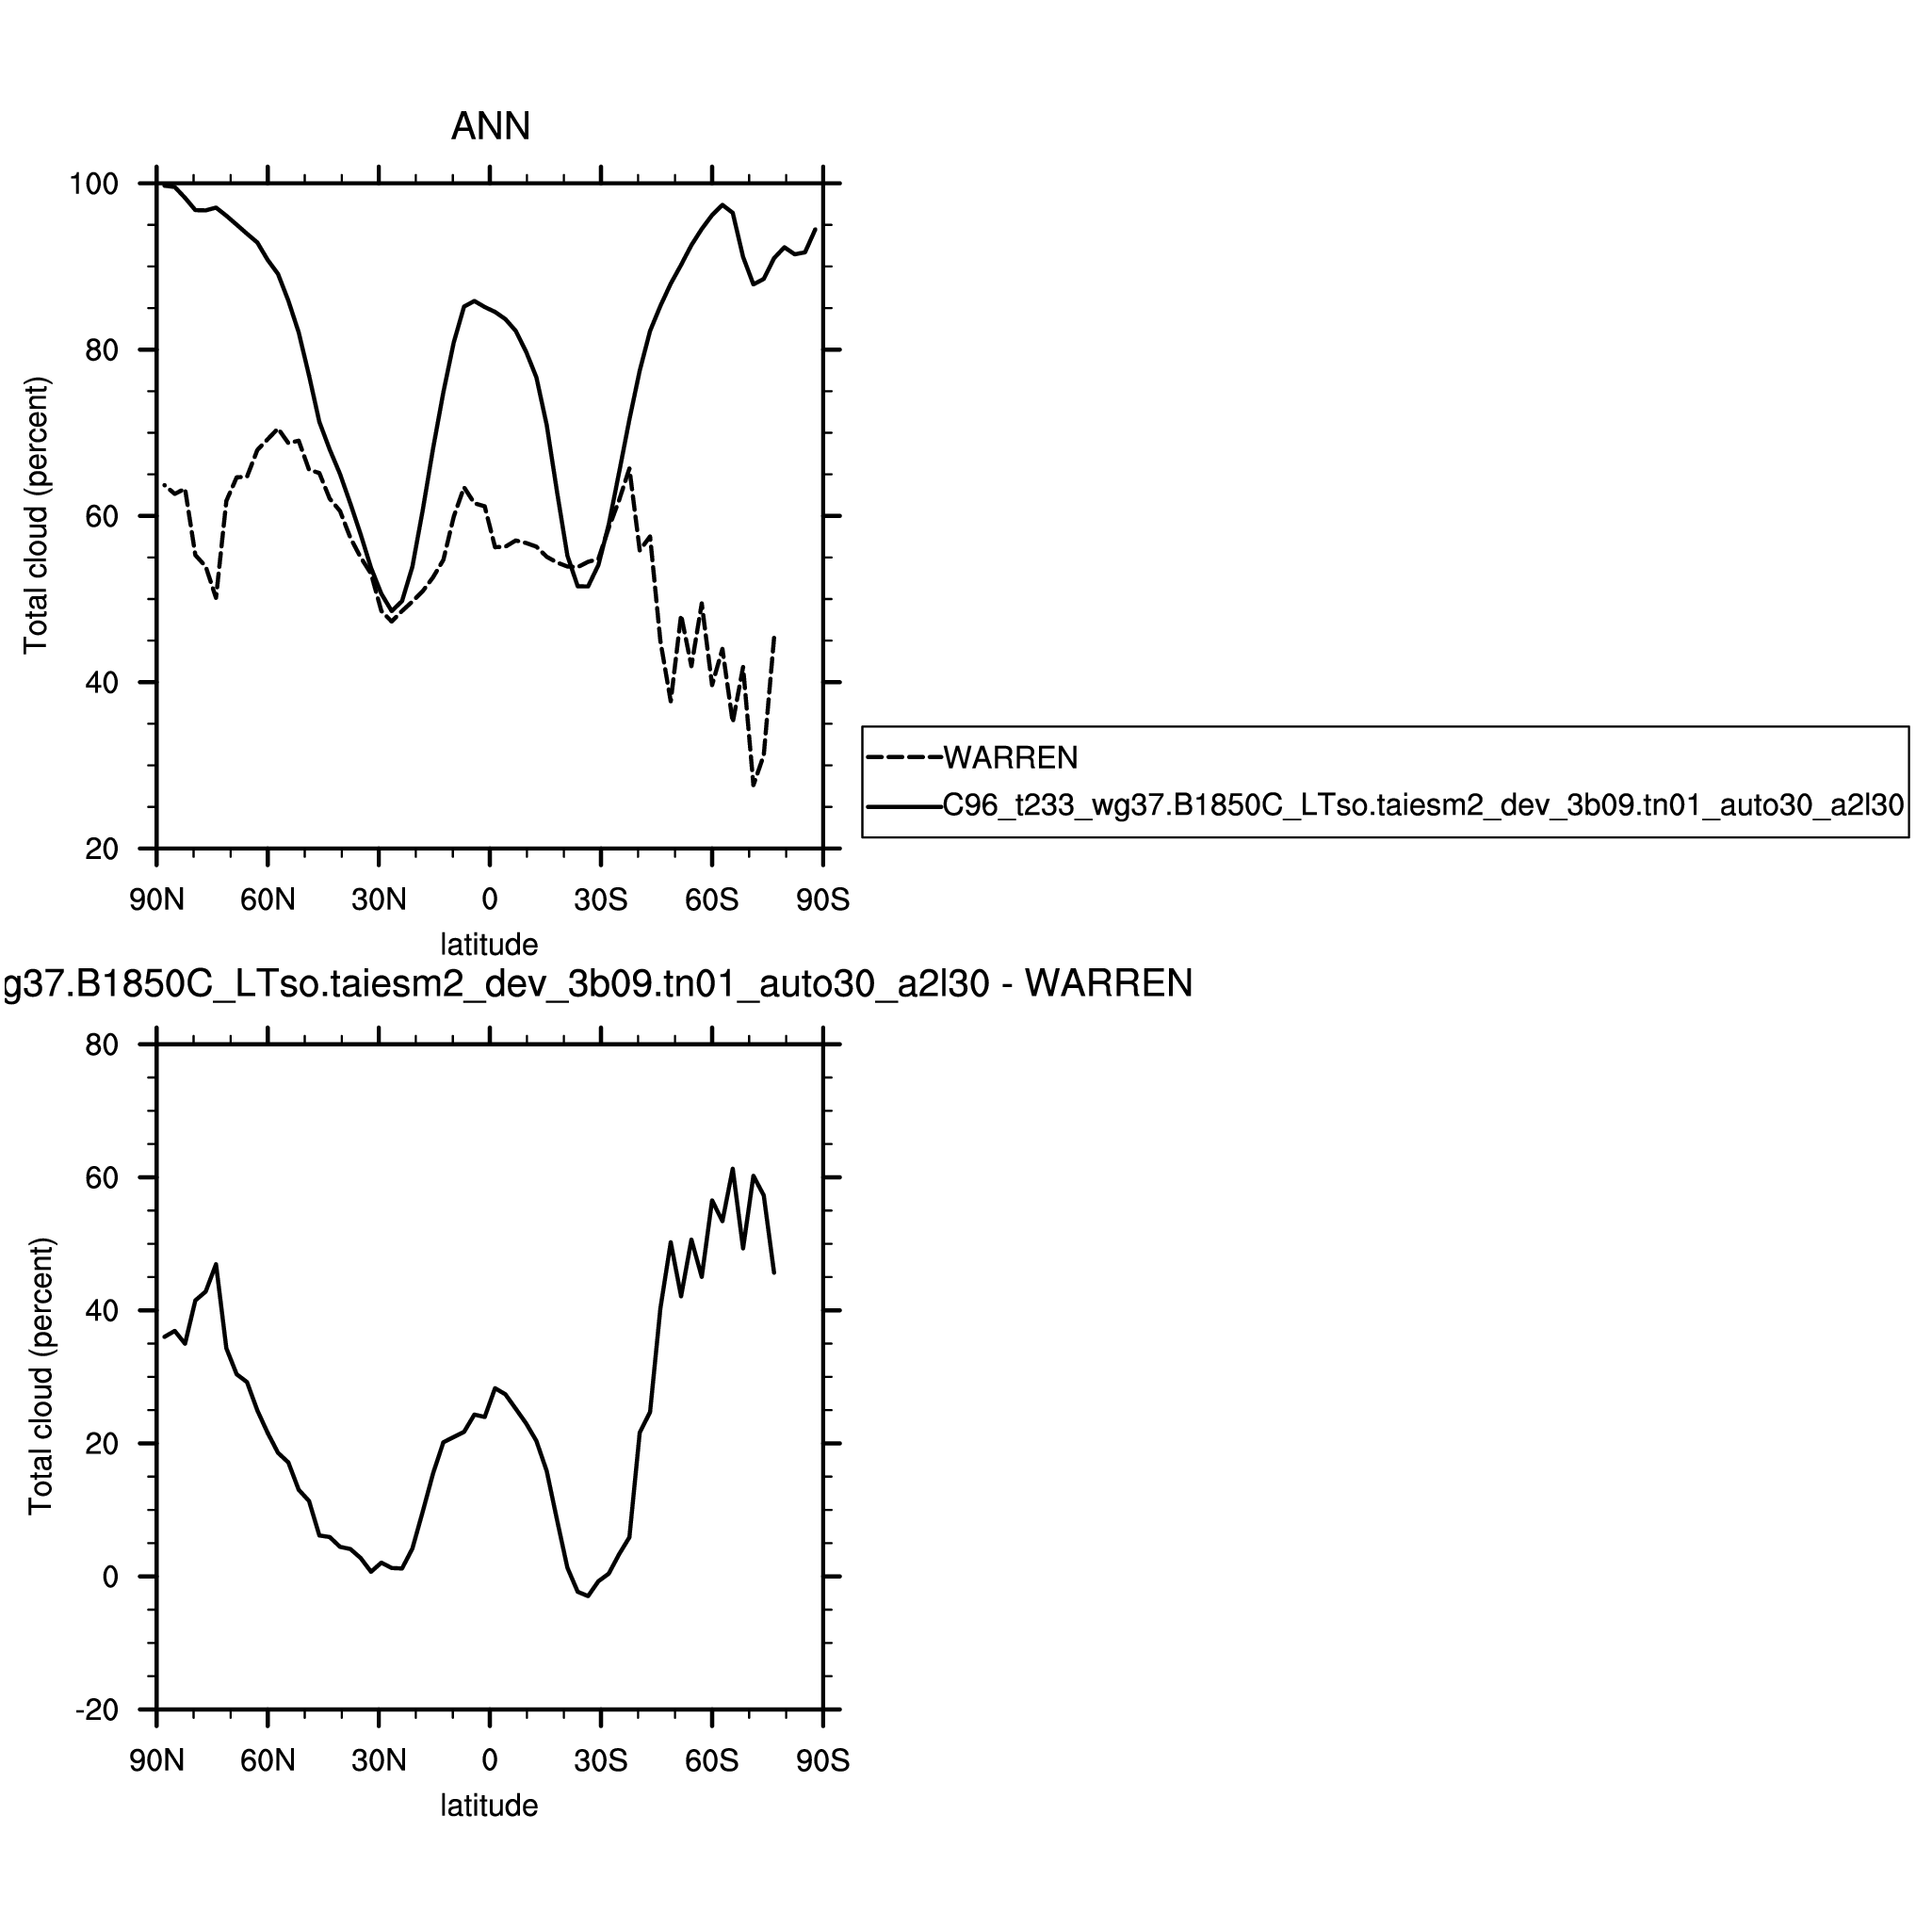 ANN
100
80
60
40
20
Total cloud (percent)
90N 60N 30N 0 30S 60S 90S
latitude
WARREN
C96_t233_wg37.B1850C_LTso.taiesm2_dev_3b09.tn01_auto30_a2l30
g37.B1850C_LTso.taiesm2_dev_3b09.tn01_auto30_a2l30 - WARREN
80
60
40
20
0
-20
Total cloud (percent)
90N 60N 30N 0 30S 60S 90S
latitude